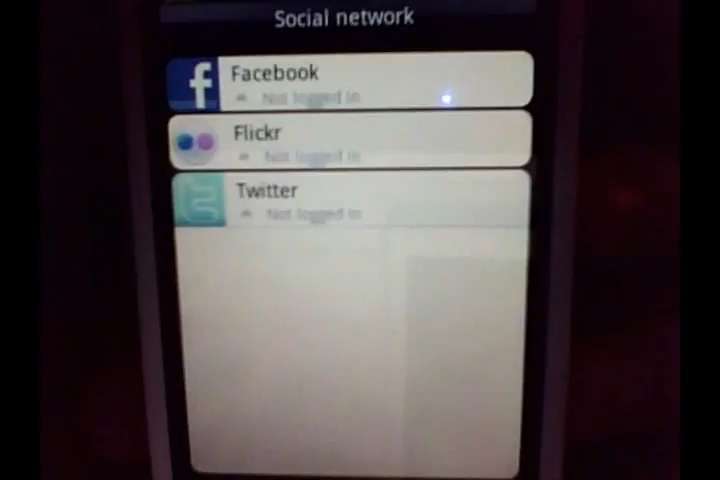 Social network
Facebook
Not logged in
Flickr
Not logged in
Twitter
Not logged in